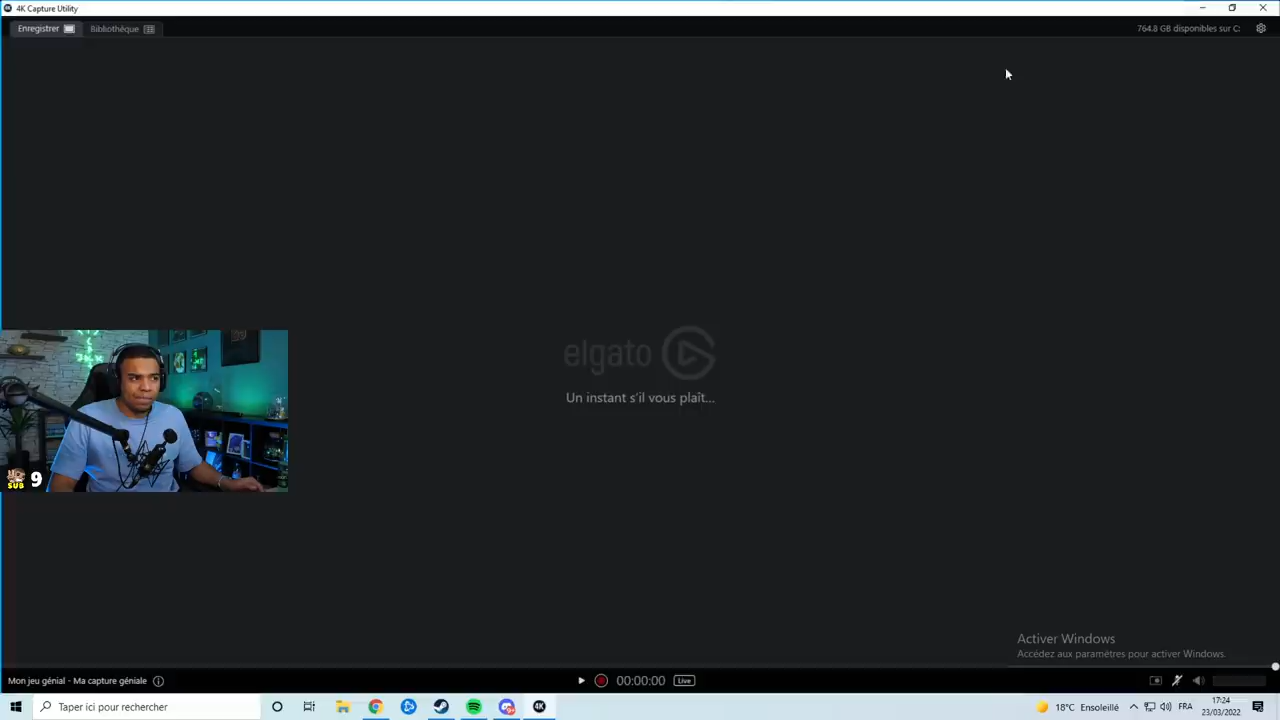 4K Capture Utility
Enregistrer
Bibliothèque
764.8 GB disponibles sur C:
elgato
Un instant s'il vous plaît...
SUB 9
Activer Windows
Accédez aux paramètres pour activer Windows.
Mon jeu génial - Ma capture géniale
00:00:00
Live
Taper ici pour rechercher
4K
18°C Ensoleillé
FRA
17:24
23/03/2022